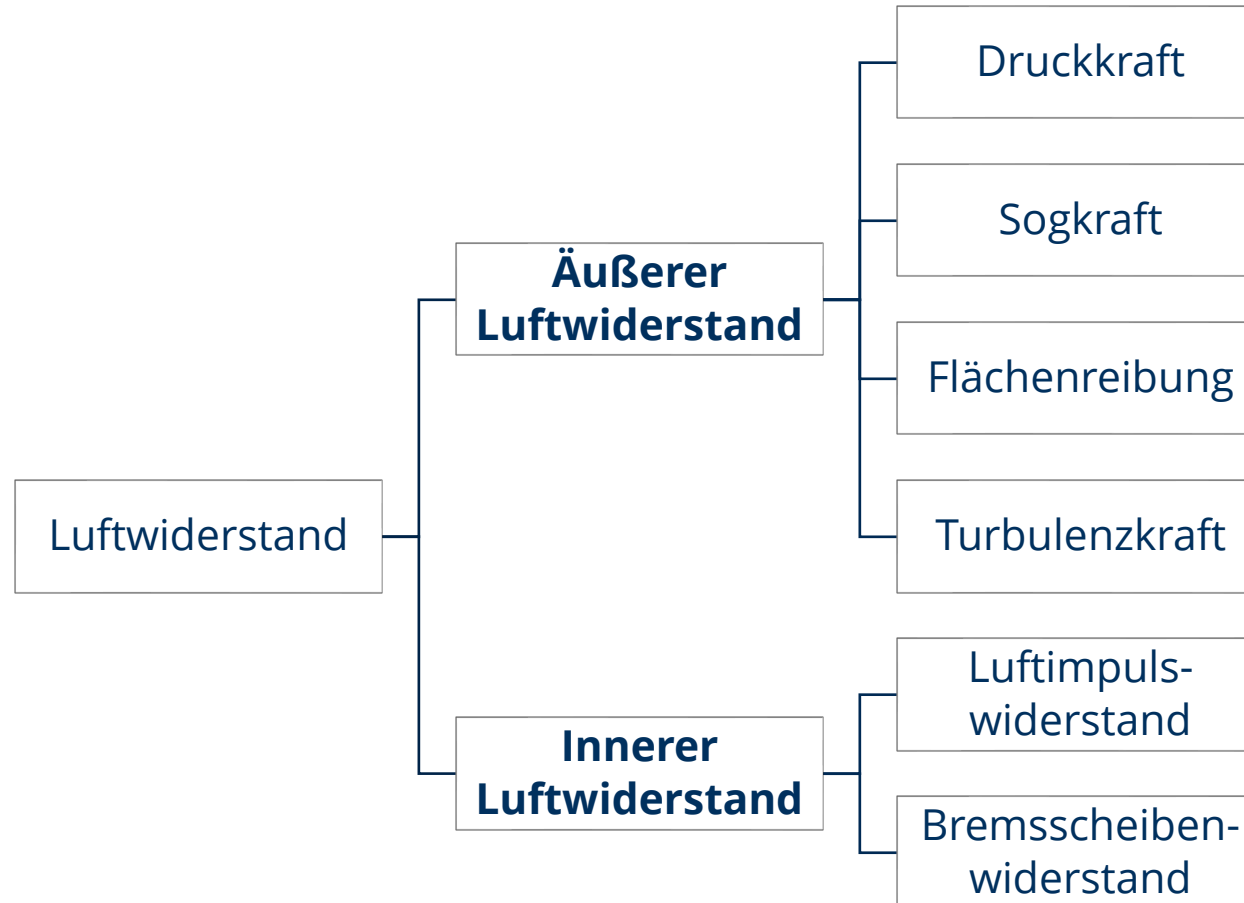 Druckkraft
Sogkraft
Äußerer
Luftwiderstand
Flächenreibung
Luftwiderstand
Turbulenzkraft
Luftimpuls-
widerstand
Innerer
Luftwiderstand
Bremsscheiben-
widerstand